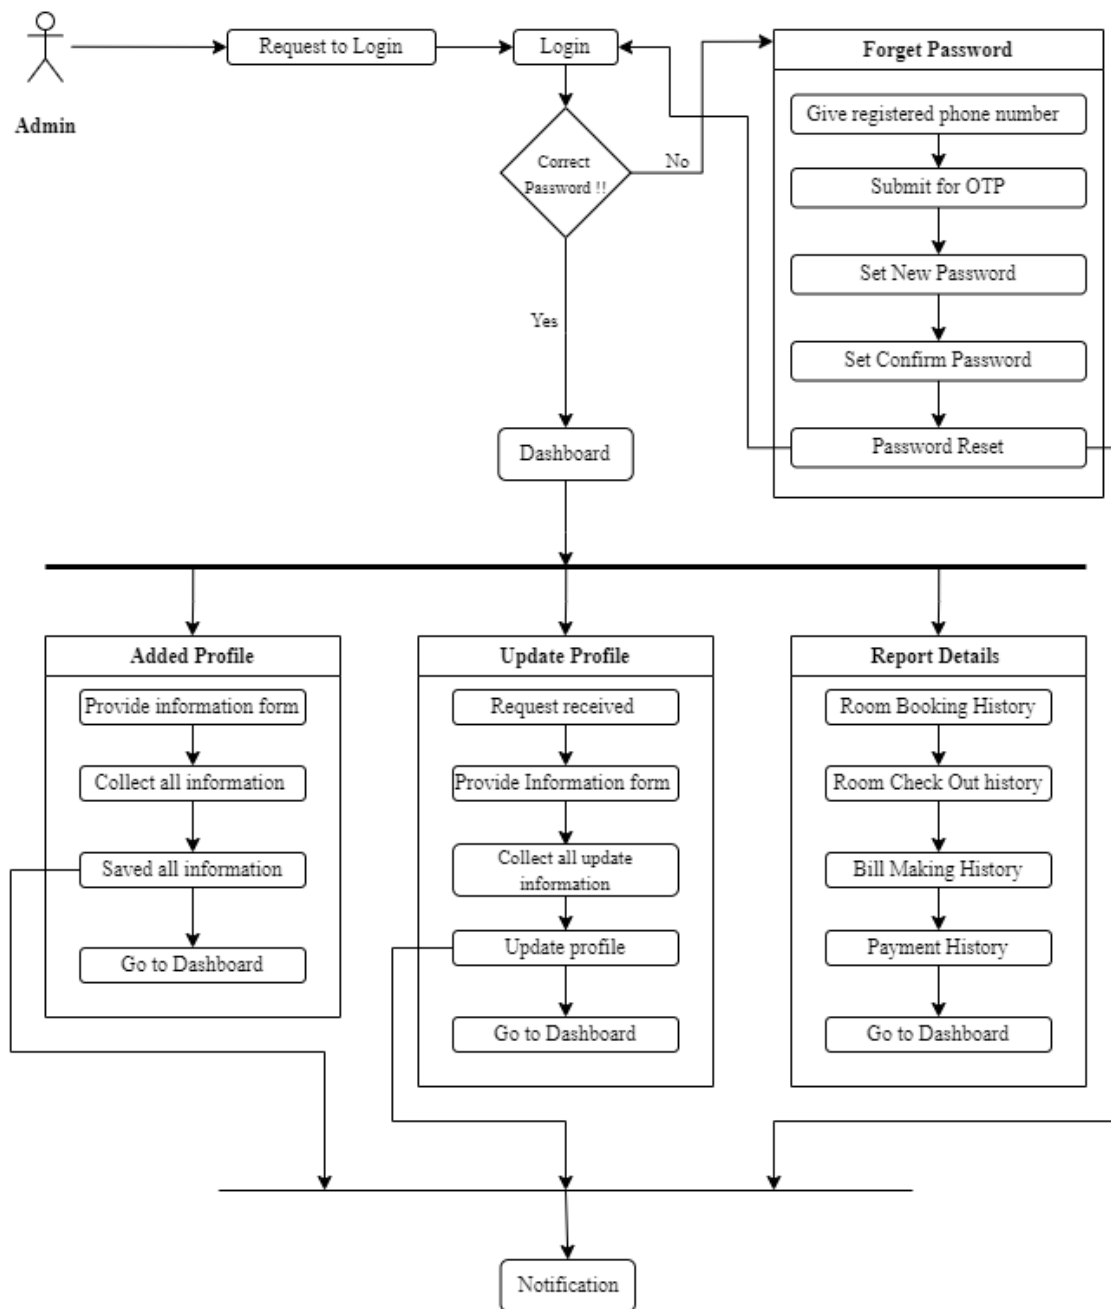 Admin
Request to Login
Login
Correct
Password !!
No
Yes
Dashboard
Forget Password
Give registered phone number
Submit for OTP
Set New Password
Set Confirm Password
Password Reset
Added Profile
Provide information form
Collect all information
Saved all information
Go to Dashboard
Update Profile
Request received
Provide Information form
Collect all update
information
Update profile
Go to Dashboard
Report Details
Room Booking History
Room Check Out history
Bill Making History
Payment History
Go to Dashboard
Notification